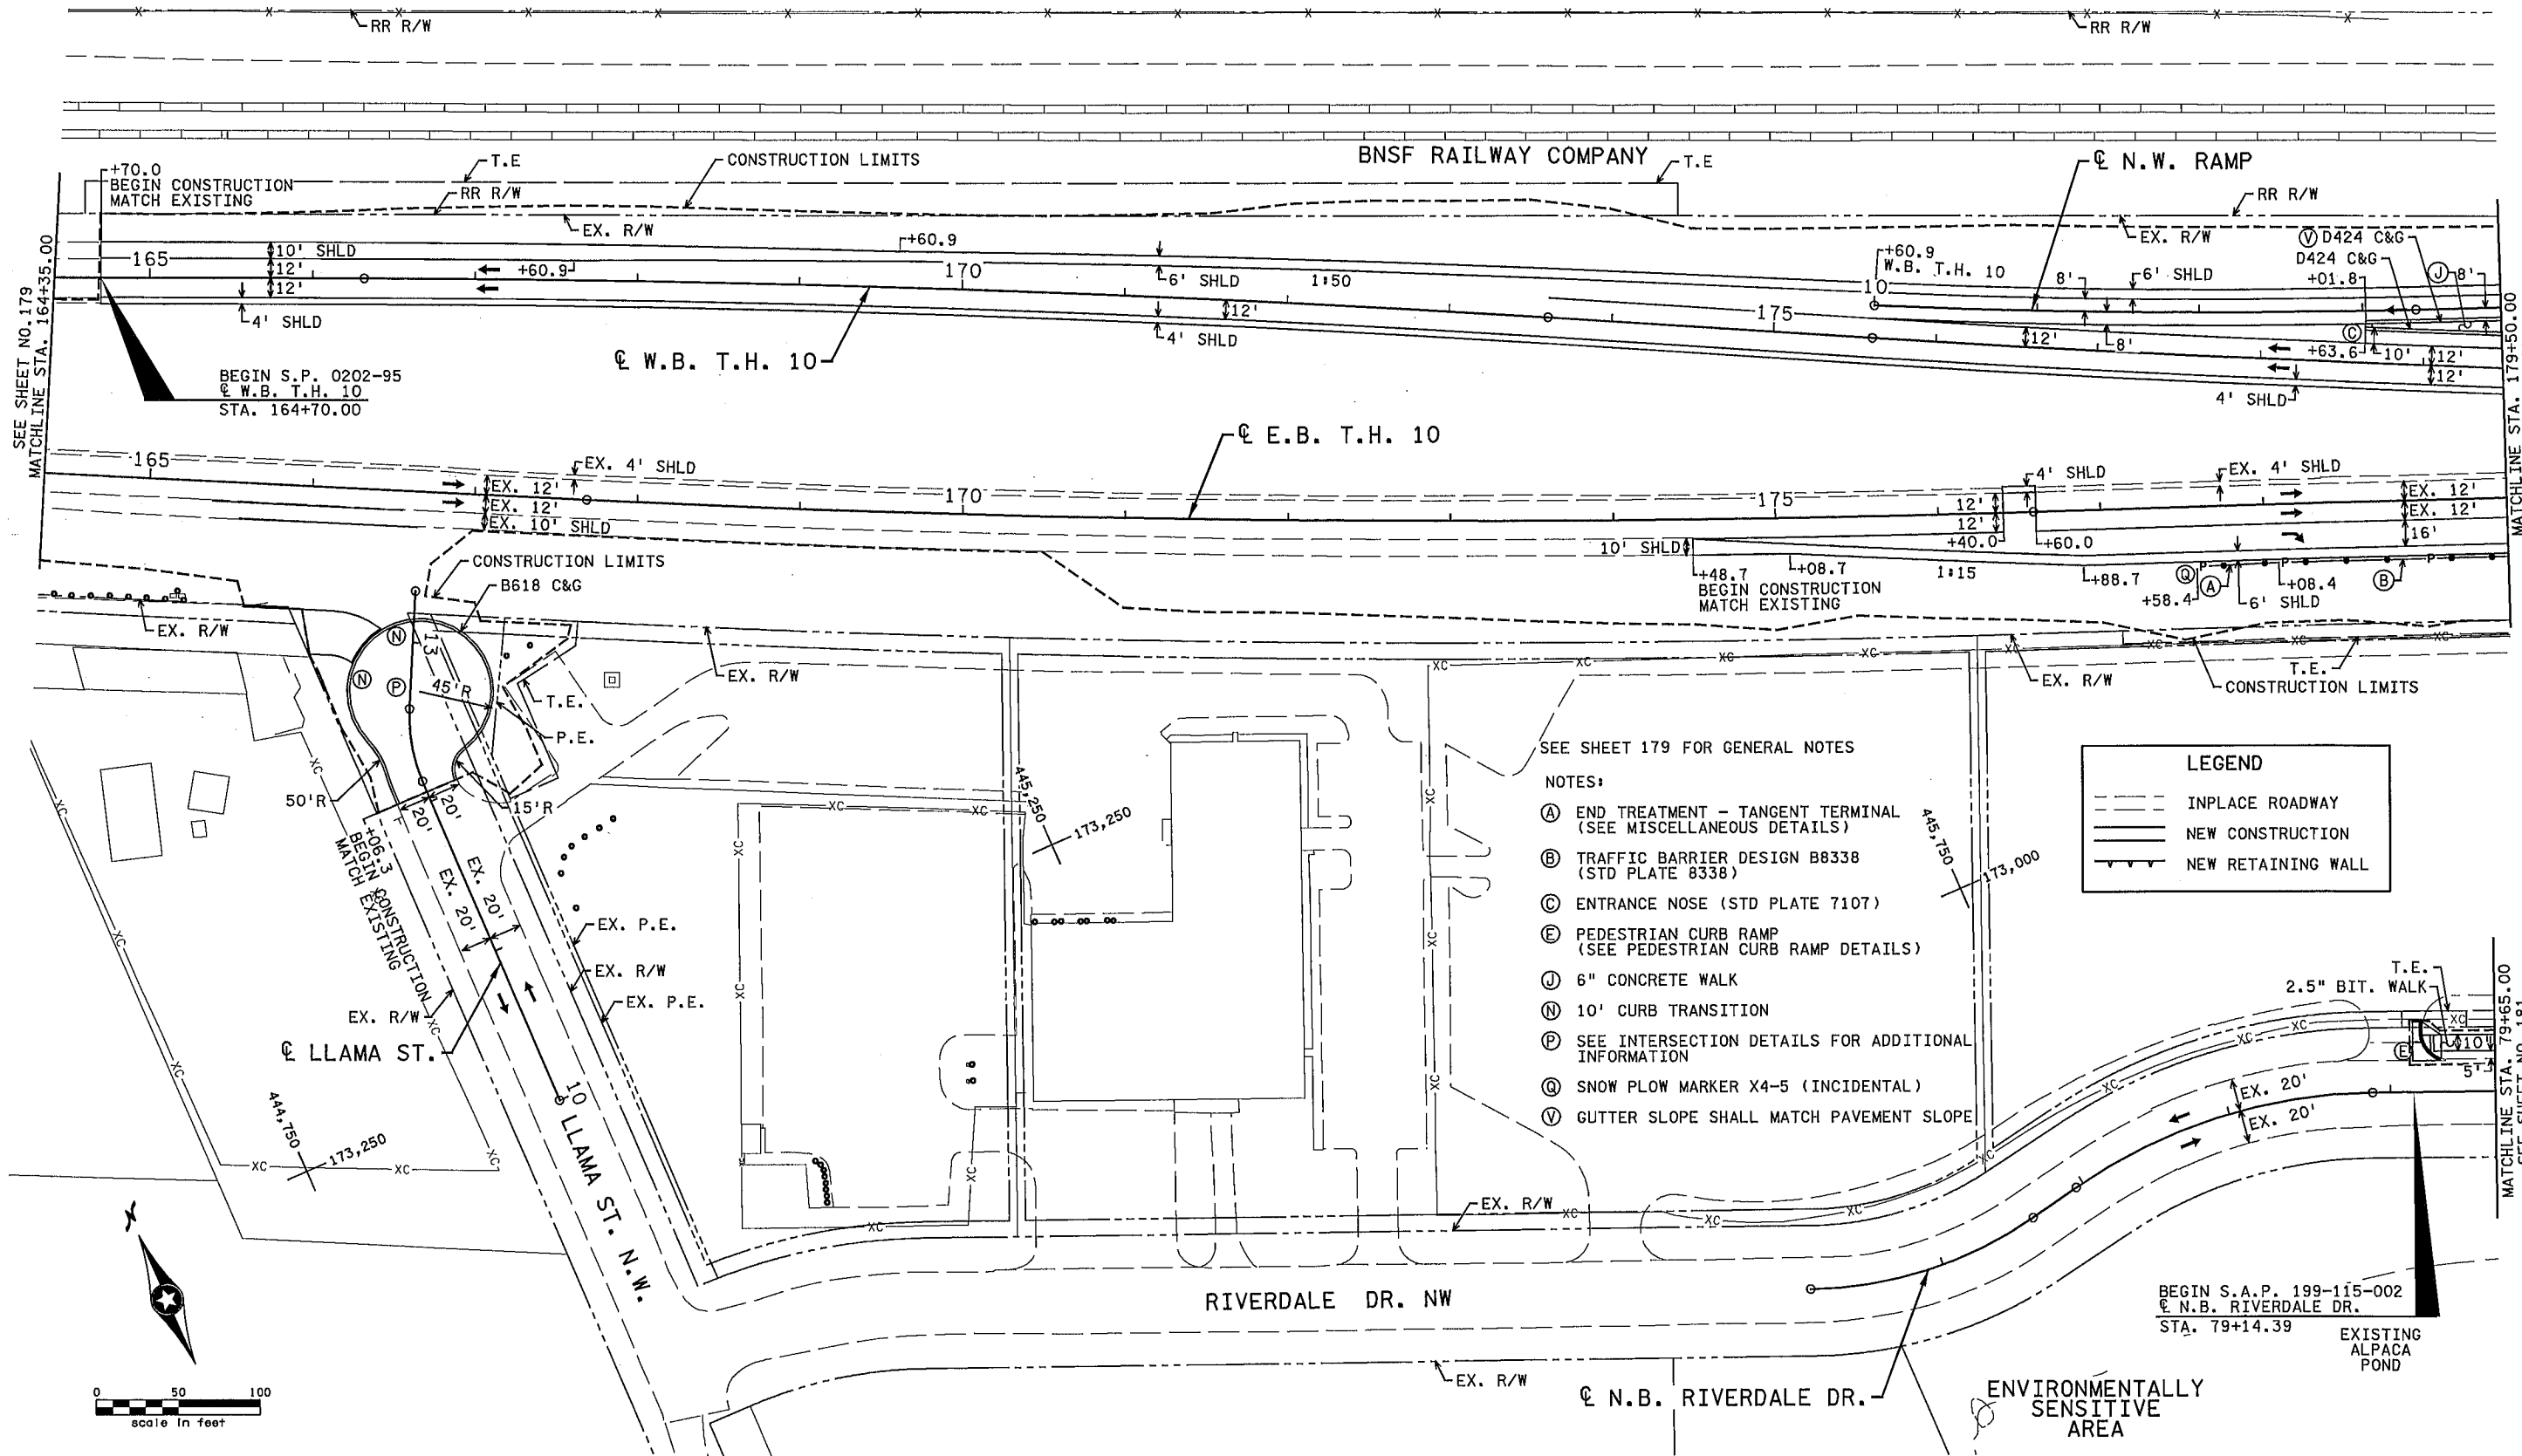 RR R/W
RR R/W
BNSF RAILWAY COMPANY
T.E
CONSTRUCTION LIMITS
T.E
℄ N.W. RAMP
+70.0
BEGIN CONSTRUCTION
MATCH EXISTING
RR R/W
EX. R/W
RR R/W
EX. R/W
SEE SHEET NO. 179
MATCHLINE STA. 164+35.00
165
10' SHLD
12'
12'
4' SHLD
+60.9
+60.9
170
6' SHLD
1:50
12'
4' SHLD
175
+60.9
W.B. T.H. 10
10
8'
6' SHLD
Ⓥ D424 C&G
D424 C&G
+01.8
Ⓙ
8'
12'
8'
Ⓒ
+63.6
10'
12'
12'
4' SHLD
MATCHLINE STA. 179+50.00
℄ W.B. T.H. 10
BEGIN S.P. 0202-95
℄ W.B. T.H. 10
STA. 164+70.00
℄ E.B. T.H. 10
165
EX. 4' SHLD
EX. 12'
EX. 12'
EX. 10' SHLD
170
175
4' SHLD
EX. 4' SHLD
12'
12'
EX. 12'
EX. 12'
16'
10' SHLD
+40.0
+60.0
+48.7
BEGIN CONSTRUCTION
MATCH EXISTING
+08.7
1:15
+88.7
Ⓠ
+58.4
Ⓐ
+08.4
6' SHLD
Ⓑ
P
P
P
CONSTRUCTION LIMITS
B618 C&G
EX. R/W
Ⓝ
13
Ⓝ
Ⓟ
45'R
T.E.
P.E.
EX. R/W
EX. R/W
T.E.
CONSTRUCTION LIMITS
50'R
15'R
20'
20'
+06.3
BEGIN CONSTRUCTION
MATCH EXISTING
EX. 20'
EX. 20'
EX. P.E.
EX. R/W
EX. P.E.
EX. R/W
℄ LLAMA ST.
10
LLAMA ST. N.W.
444,750
173,250
445,250
173,250
445,750
173,000
SEE SHEET 179 FOR GENERAL NOTES
NOTES:
Ⓐ END TREATMENT - TANGENT TERMINAL
(SEE MISCELLANEOUS DETAILS)
Ⓑ TRAFFIC BARRIER DESIGN B8338
(STD PLATE 8338)
Ⓒ ENTRANCE NOSE (STD PLATE 7107)
Ⓔ PEDESTRIAN CURB RAMP
(SEE PEDESTRIAN CURB RAMP DETAILS)
Ⓙ 6" CONCRETE WALK
Ⓝ 10' CURB TRANSITION
Ⓟ SEE INTERSECTION DETAILS FOR ADDITIONAL
INFORMATION
Ⓠ SNOW PLOW MARKER X4-5 (INCIDENTAL)
Ⓥ GUTTER SLOPE SHALL MATCH PAVEMENT SLOPE
LEGEND
INPLACE ROADWAY
NEW CONSTRUCTION
NEW RETAINING WALL
T.E.
2.5" BIT. WALK
Ⓔ
10'
5'
EX. 20'
EX. 20'
MATCHLINE STA. 79+65.00
SEE SHEET NO. 181
EX. R/W
RIVERDALE DR. NW
EX. R/W
℄ N.B. RIVERDALE DR.
BEGIN S.A.P. 199-115-002
℄ N.B. RIVERDALE DR.
STA. 79+14.39
EXISTING
ALPACA
POND
ENVIRONMENTALLY
SENSITIVE
AREA
0 50 100
scale in feet